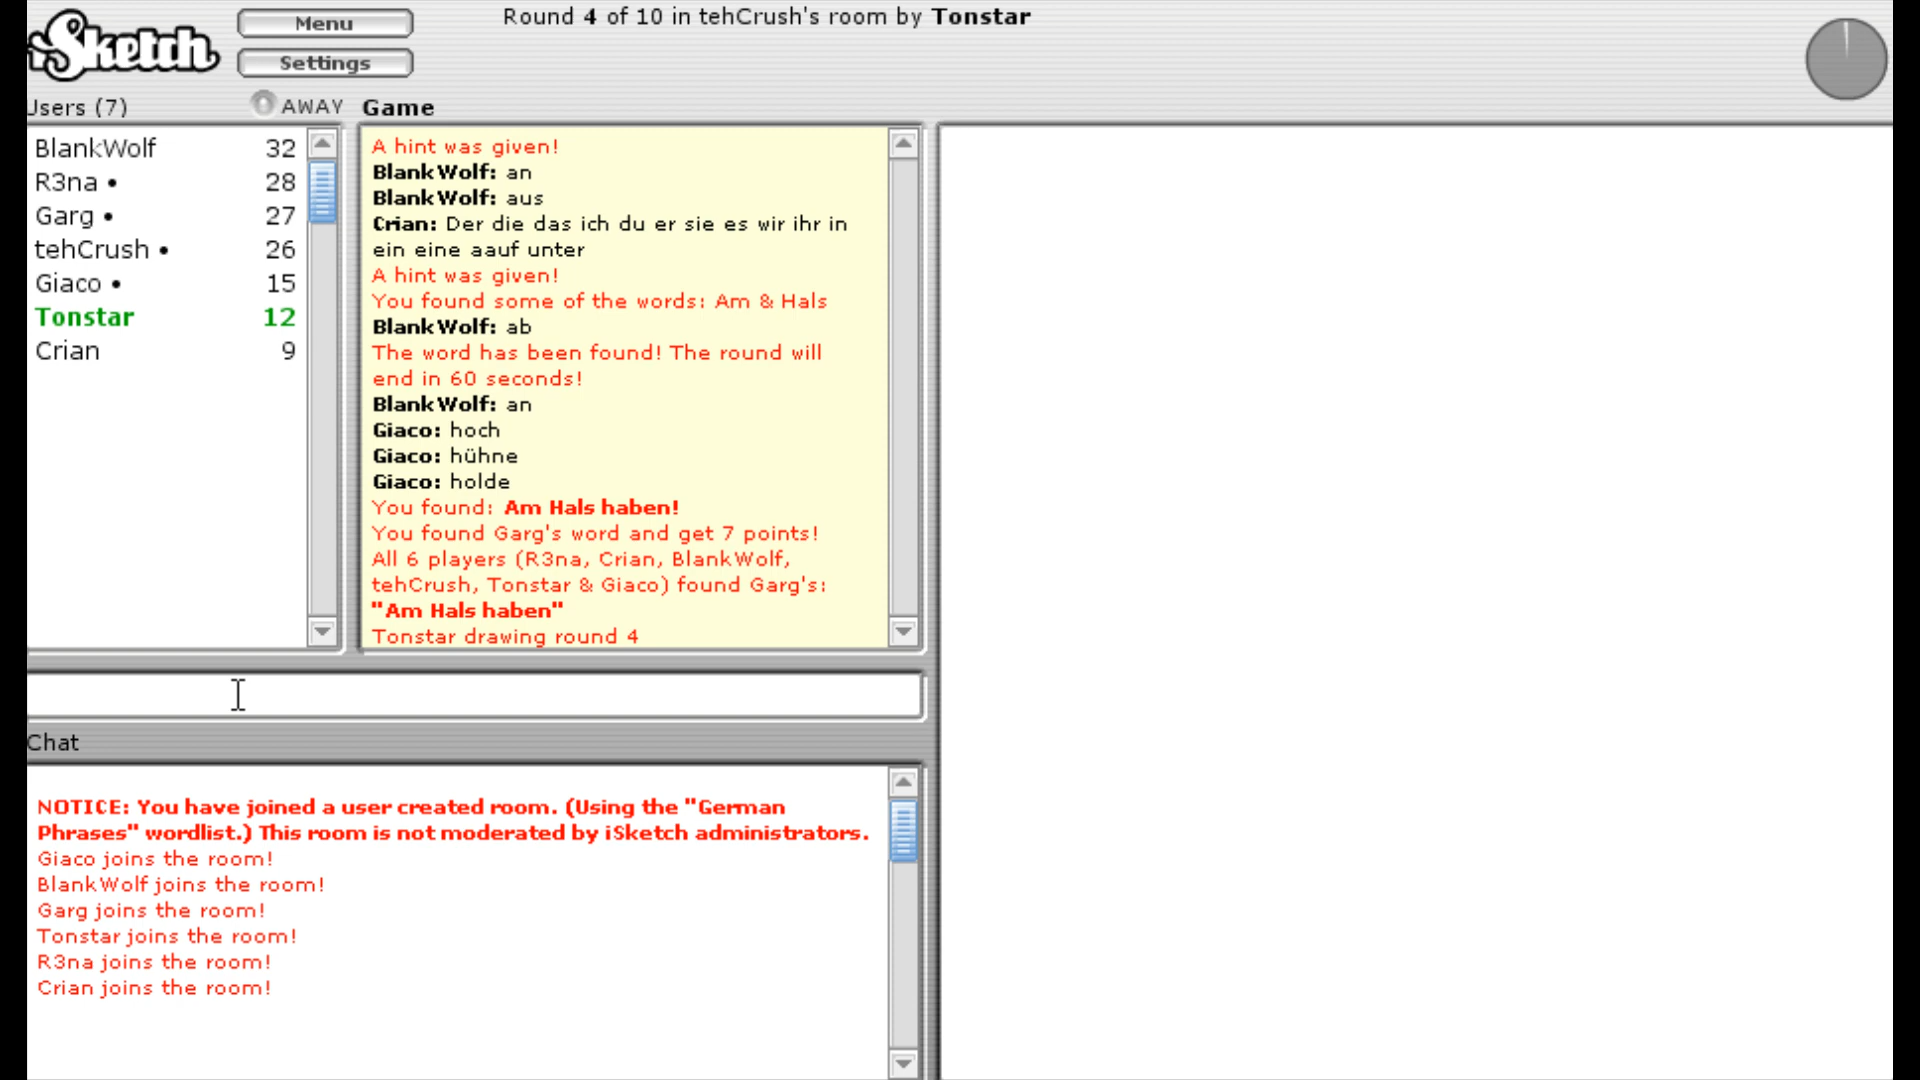 iSketch
Menu
Settings
Round 4 of 10 in tehCrush's room by Tonstar
Users (7)
AWAY
BlankWolf 32
R3na • 28
Garg • 27
tehCrush • 26
Giaco • 15
Tonstar 12
Crian 9
Game
A hint was given!
BlankWolf: an
BlankWolf: aus
Crian: Der die das ich du er sie es wir ihr in
ein eine aauf unter
A hint was given!
You found some of the words: Am & Hals
BlankWolf: ab
The word has been found! The round will
end in 60 seconds!
BlankWolf: an
Giaco: hoch
Giaco: hühne
Giaco: holde
You found: Am Hals haben!
You found Garg's word and get 7 points!
All 6 players (R3na, Crian, BlankWolf,
tehCrush, Tonstar & Giaco) found Garg's:
"Am Hals haben"
Tonstar drawing round 4
Chat
NOTICE: You have joined a user created room. (Using the "German
Phrases" wordlist.) This room is not moderated by iSketch administrators.
Giaco joins the room!
BlankWolf joins the room!
Garg joins the room!
Tonstar joins the room!
R3na joins the room!
Crian joins the room!